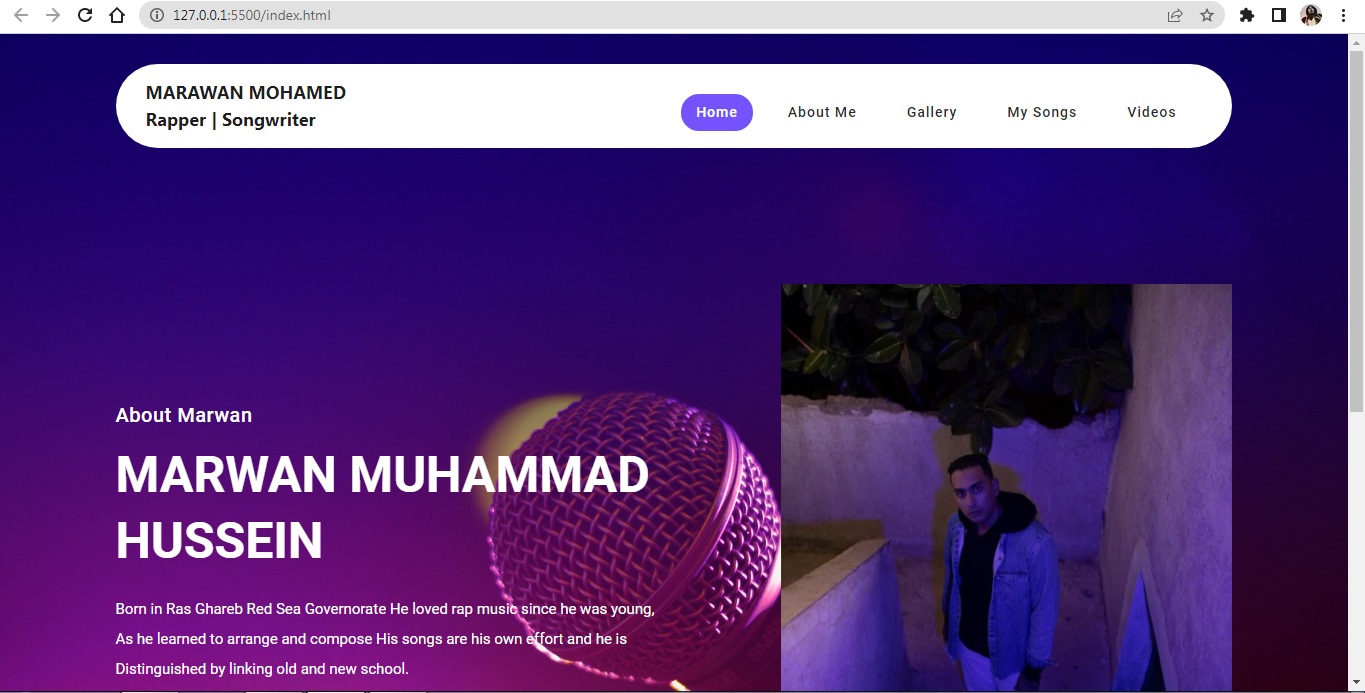 127.0.0.1:5500/index.html
MARAWAN MOHAMED
Rapper | Songwriter
Home About Me Gallery My Songs Videos
About Marwan
MARWAN MUHAMMAD
HUSSEIN
Born in Ras Ghareb Red Sea Governorate He loved rap music since he was young,
As he learned to arrange and compose His songs are his own effort and he is
Distinguished by linking old and new school.